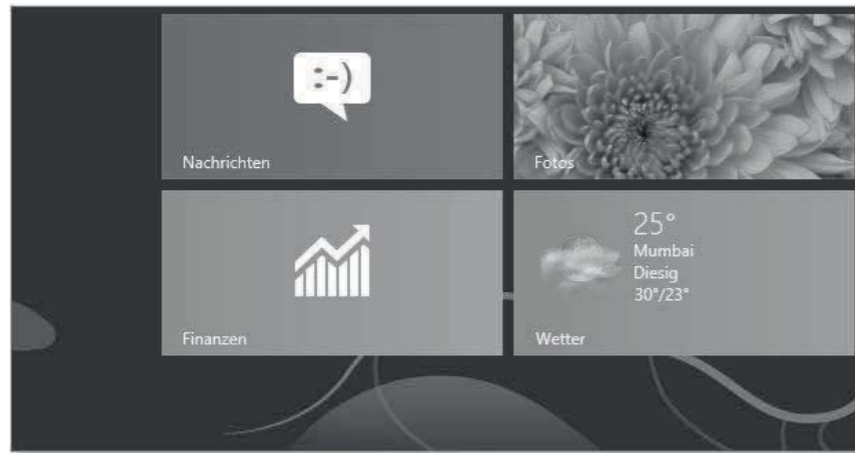 :-)
Nachrichten
Fotos
25°
Mumbai
Diesig
30°/23°
Finanzen
Wetter